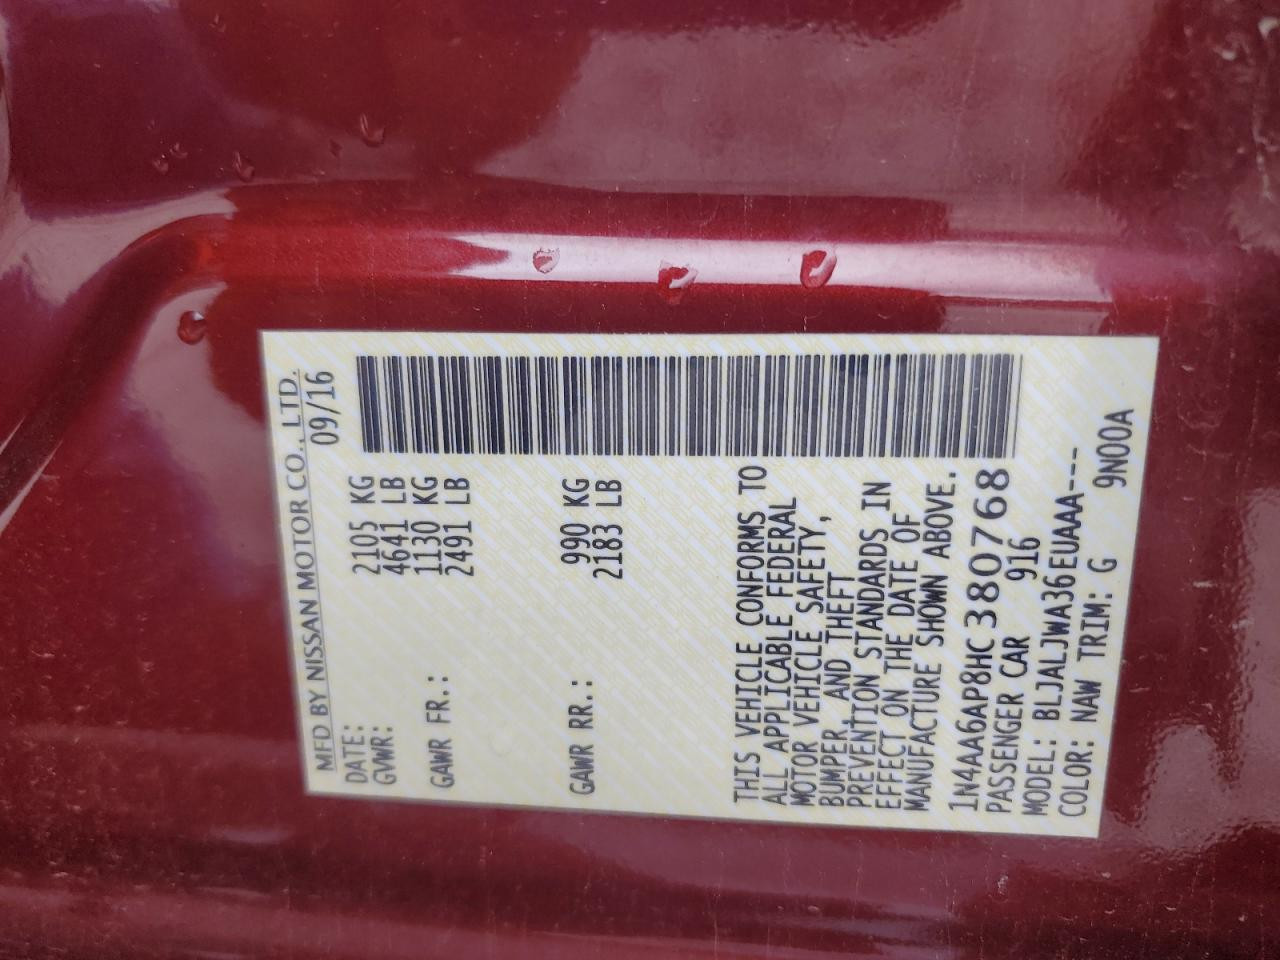 MFD BY NISSAN MOTOR CO., LTD.
DATE: 09/16
GVWR: 2105 KG
4641 LB
GAWR FR.: 1130 KG
2491 LB
GAWR RR.: 990 KG
2183 LB
THIS VEHICLE CONFORMS TO
ALL APPLICABLE FEDERAL
MOTOR VEHICLE SAFETY,
BUMPER, AND THEFT
PREVENTION STANDARDS IN
EFFECT ON THE DATE OF
MANUFACTURE SHOWN ABOVE.
1N4AA6AP8HC380768
PASSENGER CAR 916
MODEL: BLJALJWA36EUAAA---
COLOR: NAW TRIM: G 9N00A